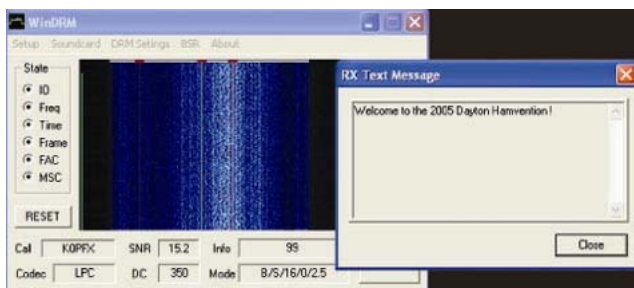 WinDRM
Setup Soundcard DRM Setings BSR About
State
IO
Freq
Time
Frame
FAC
MSC
RESET
Cal K0PFX SNR 15.2 Info 99
Codec LPC DC 350 Mode B/S/16/0/2.5
RX Text Message
Welcome to the 2005 Dayton Hamvention!
Close